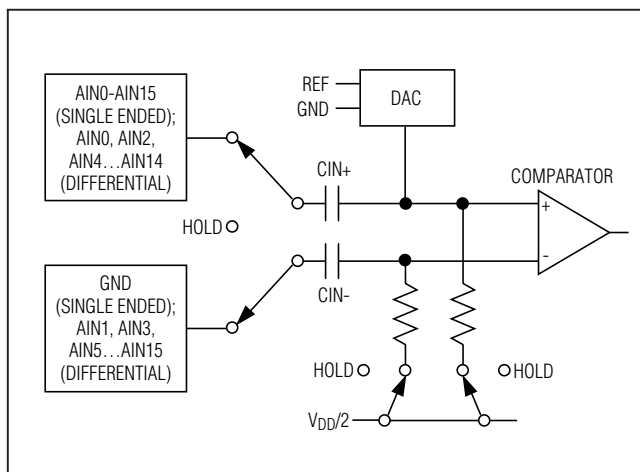 AIN0-AIN15
(SINGLE ENDED);
AIN0, AIN2,
AIN4...AIN14
(DIFFERENTIAL)
REF
GND
DAC
CIN+
COMPARATOR
+
-
HOLD
GND
(SINGLE ENDED);
AIN1, AIN3,
AIN5...AIN15
(DIFFERENTIAL)
CIN-
HOLD
HOLD
VDD/2